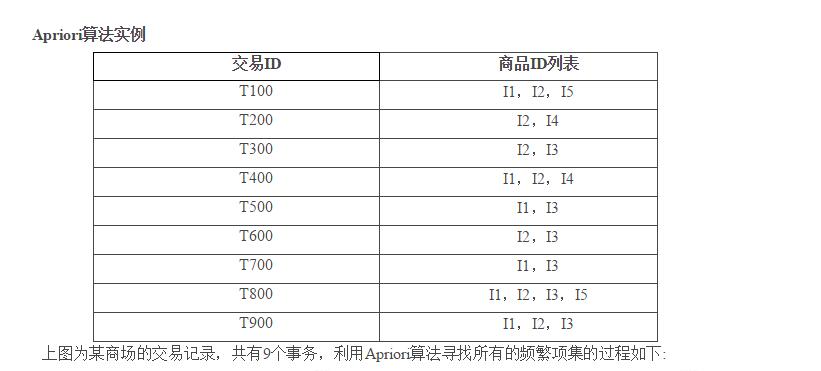 Apriori算法实例
交易ID 商品ID列表
T100 I1，I2，I5
T200 I2，I4
T300 I2，I3
T400 I1，I2，I4
T500 I1，I3
T600 I2，I3
T700 I1，I3
T800 I1，I2，I3，I5
T900 I1，I2，I3
上图为某商场的交易记录，共有9个事务，利用Apriori算法寻找所有的频繁项集的过程如下: